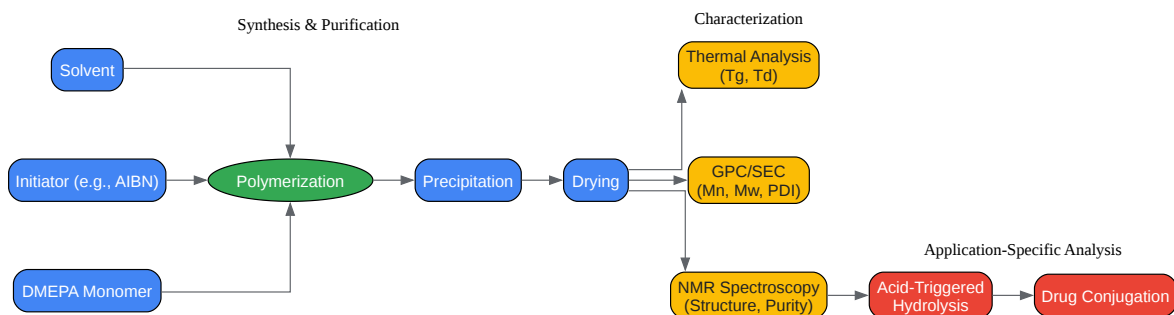 Synthesis & Purification
Characterization
Solvent
Thermal Analysis
(Tg, Td)
Initiator (e.g., AIBN)
Polymerization
Precipitation
Drying
GPC/SEC
(Mn, Mw, PDI)
Application-Specific Analysis
DMEPA Monomer
NMR Spectroscopy
(Structure, Purity)
Acid-Triggered
Hydrolysis
Drug Conjugation